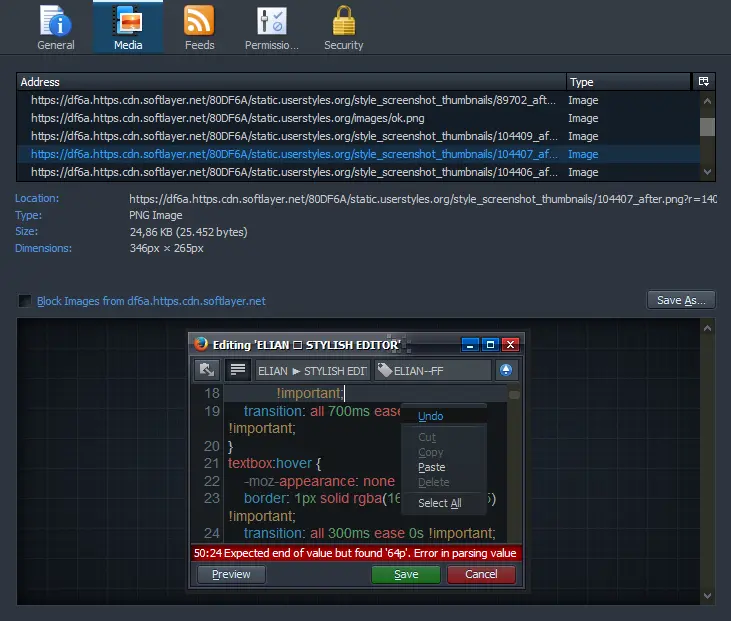 General Media Feeds Permissio... Security
Address Type
https://df6a.https.cdn.softlayer.net/80DF6A/static.userstyles.org/style_screenshot_thumbnails/89702_aft... Image
https://df6a.https.cdn.softlayer.net/80DF6A/static.userstyles.org/images/ok.png Image
https://df6a.https.cdn.softlayer.net/80DF6A/static.userstyles.org/style_screenshot_thumbnails/104409_af... Image
https://df6a.https.cdn.softlayer.net/80DF6A/static.userstyles.org/style_screenshot_thumbnails/104407_af... Image
https://df6a.https.cdn.softlayer.net/80DF6A/static.userstyles.org/style_screenshot_thumbnails/104406_af... Image
Location: https://df6a.https.cdn.softlayer.net/80DF6A/static.userstyles.org/style_screenshot_thumbnails/104407_after.png?r=140
Type: PNG Image
Size: 24,86 KB (25.452 bytes)
Dimensions: 346px × 265px
Block Images from df6a.https.cdn.softlayer.net Save As...
Editing 'ELIAN □ STYLISH EDITOR'
ELIAN ► STYLISH EDIT ELIAN--FF
18 !important;
19 transition: all 700ms ease
!important;
20 }
21 textbox:hover {
22 -moz-appearance: none
23 border: 1px solid rgba(16 )
!important;
24 transition: all 300ms ease 0s !important;
Undo
Cut
Copy
Paste
Delete
Select All
50:24 Expected end of value but found '64p'. Error in parsing value
Preview Save Cancel